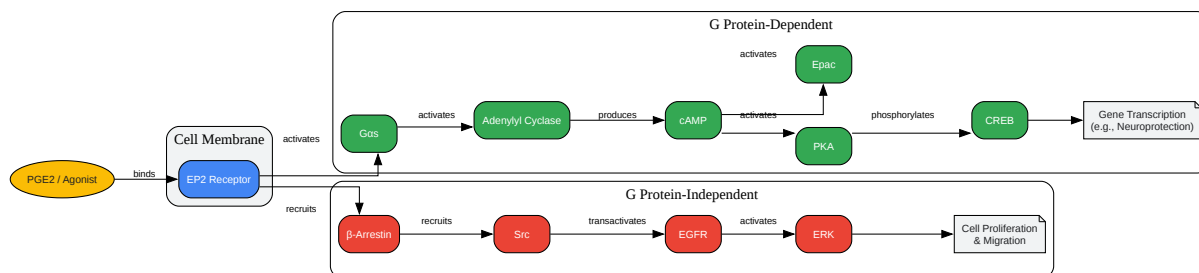 G Protein-Dependent
activates
Epac
activates
Adenylyl Cyclase
produces
cAMP
activates
phosphorylates
CREB
Gene Transcription
(e.g., Neuroprotection)
Gαs
PKA
Cell Membrane
activates
PGE2 / Agonist
binds
EP2 Receptor
G Protein-Independent
recruits
β-Arrestin
recruits
Src
transactivates
EGFR
activates
ERK
Cell Proliferation
& Migration